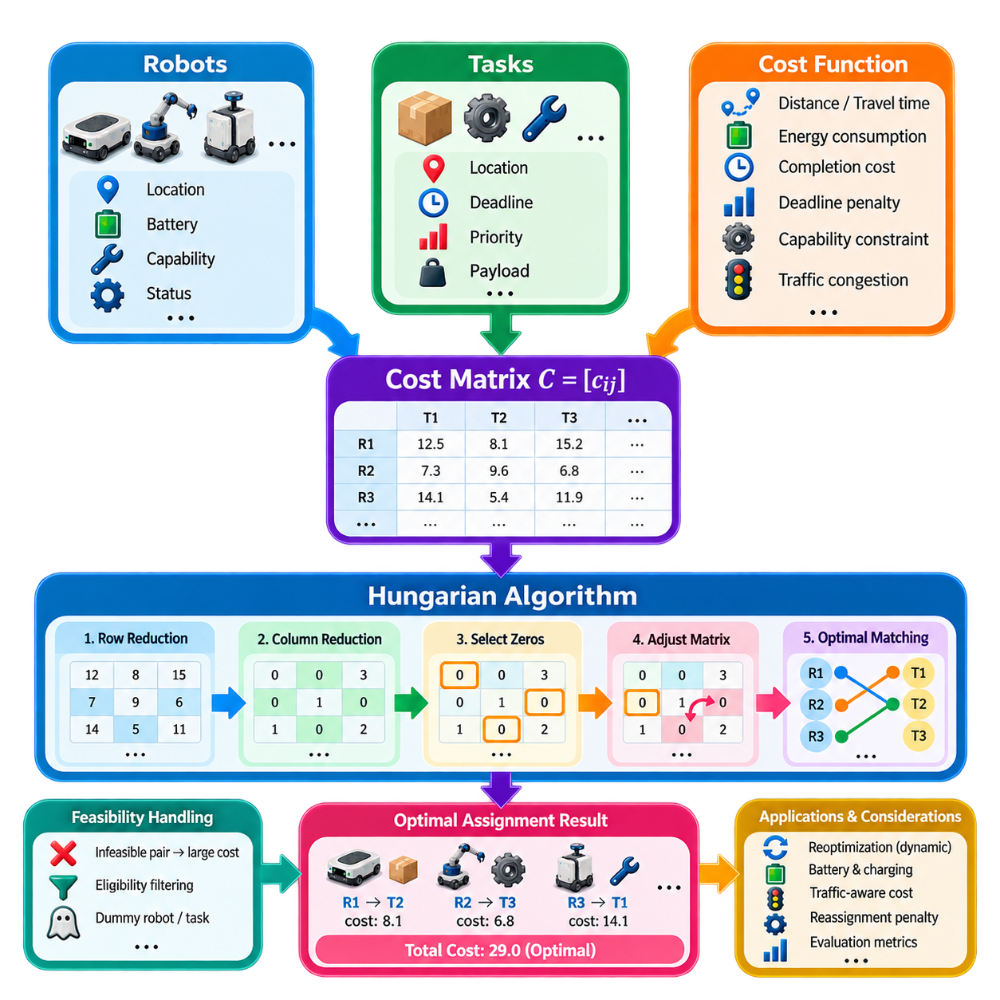 Robots
Location
Battery
Capability
Status
...
Tasks
...
Location
Deadline
Priority
Payload
...
Cost Function
Distance / Travel time
Energy consumption
Completion cost
Deadline penalty
Capability constraint
Traffic congestion
...
Cost Matrix C = [c_ij]
T1 T2 T3 ...
R1 12.5 8.1 15.2 ...
R2 7.3 9.6 6.8 ...
R3 14.1 5.4 11.9 ...
... ... ... ... ...
Hungarian Algorithm
1. Row Reduction
12 8 15
7 9 6
14 5 11
...
2. Column Reduction
0 0 3
0 1 0
1 0 2
...
3. Select Zeros
0 0 3
0 1 0
1 0 2
...
4. Adjust Matrix
0 0 3
0 1 0
1 0 2
...
5. Optimal Matching
R1 T1
R2 T2
R3 T3
...
Feasibility Handling
Infeasible pair → large cost
Eligibility filtering
Dummy robot / task
...
Optimal Assignment Result
R1 → T2
cost: 8.1
R2 → T3
cost: 6.8
R3 → T1
cost: 14.1
...
Total Cost: 29.0 (Optimal)
Applications & Considerations
Reoptimization (dynamic)
Battery & charging
Traffic-aware cost
Reassignment penalty
Evaluation metrics
...